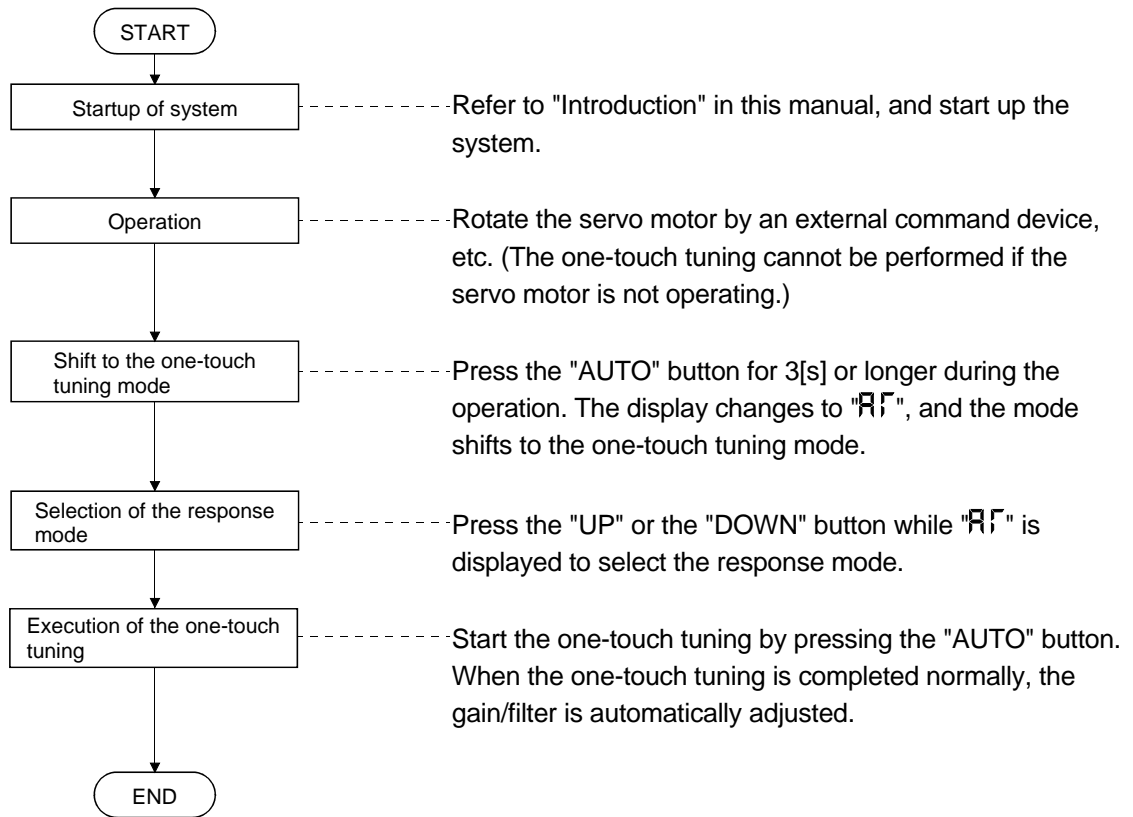 START
Startup of system
Refer to "Introduction" in this manual, and start up the
system.
Operation
Rotate the servo motor by an external command device,
etc. (The one-touch tuning cannot be performed if the
servo motor is not operating.)
Shift to the one-touch
tuning mode
Press the "AUTO" button for 3[s] or longer during the
operation. The display changes to "AΓ", and the mode
shifts to the one-touch tuning mode.
Selection of the response
mode
Press the "UP" or the "DOWN" button while "AΓ" is
displayed to select the response mode.
Execution of the one-touch
tuning
Start the one-touch tuning by pressing the "AUTO" button.
When the one-touch tuning is completed normally, the
gain/filter is automatically adjusted.
END